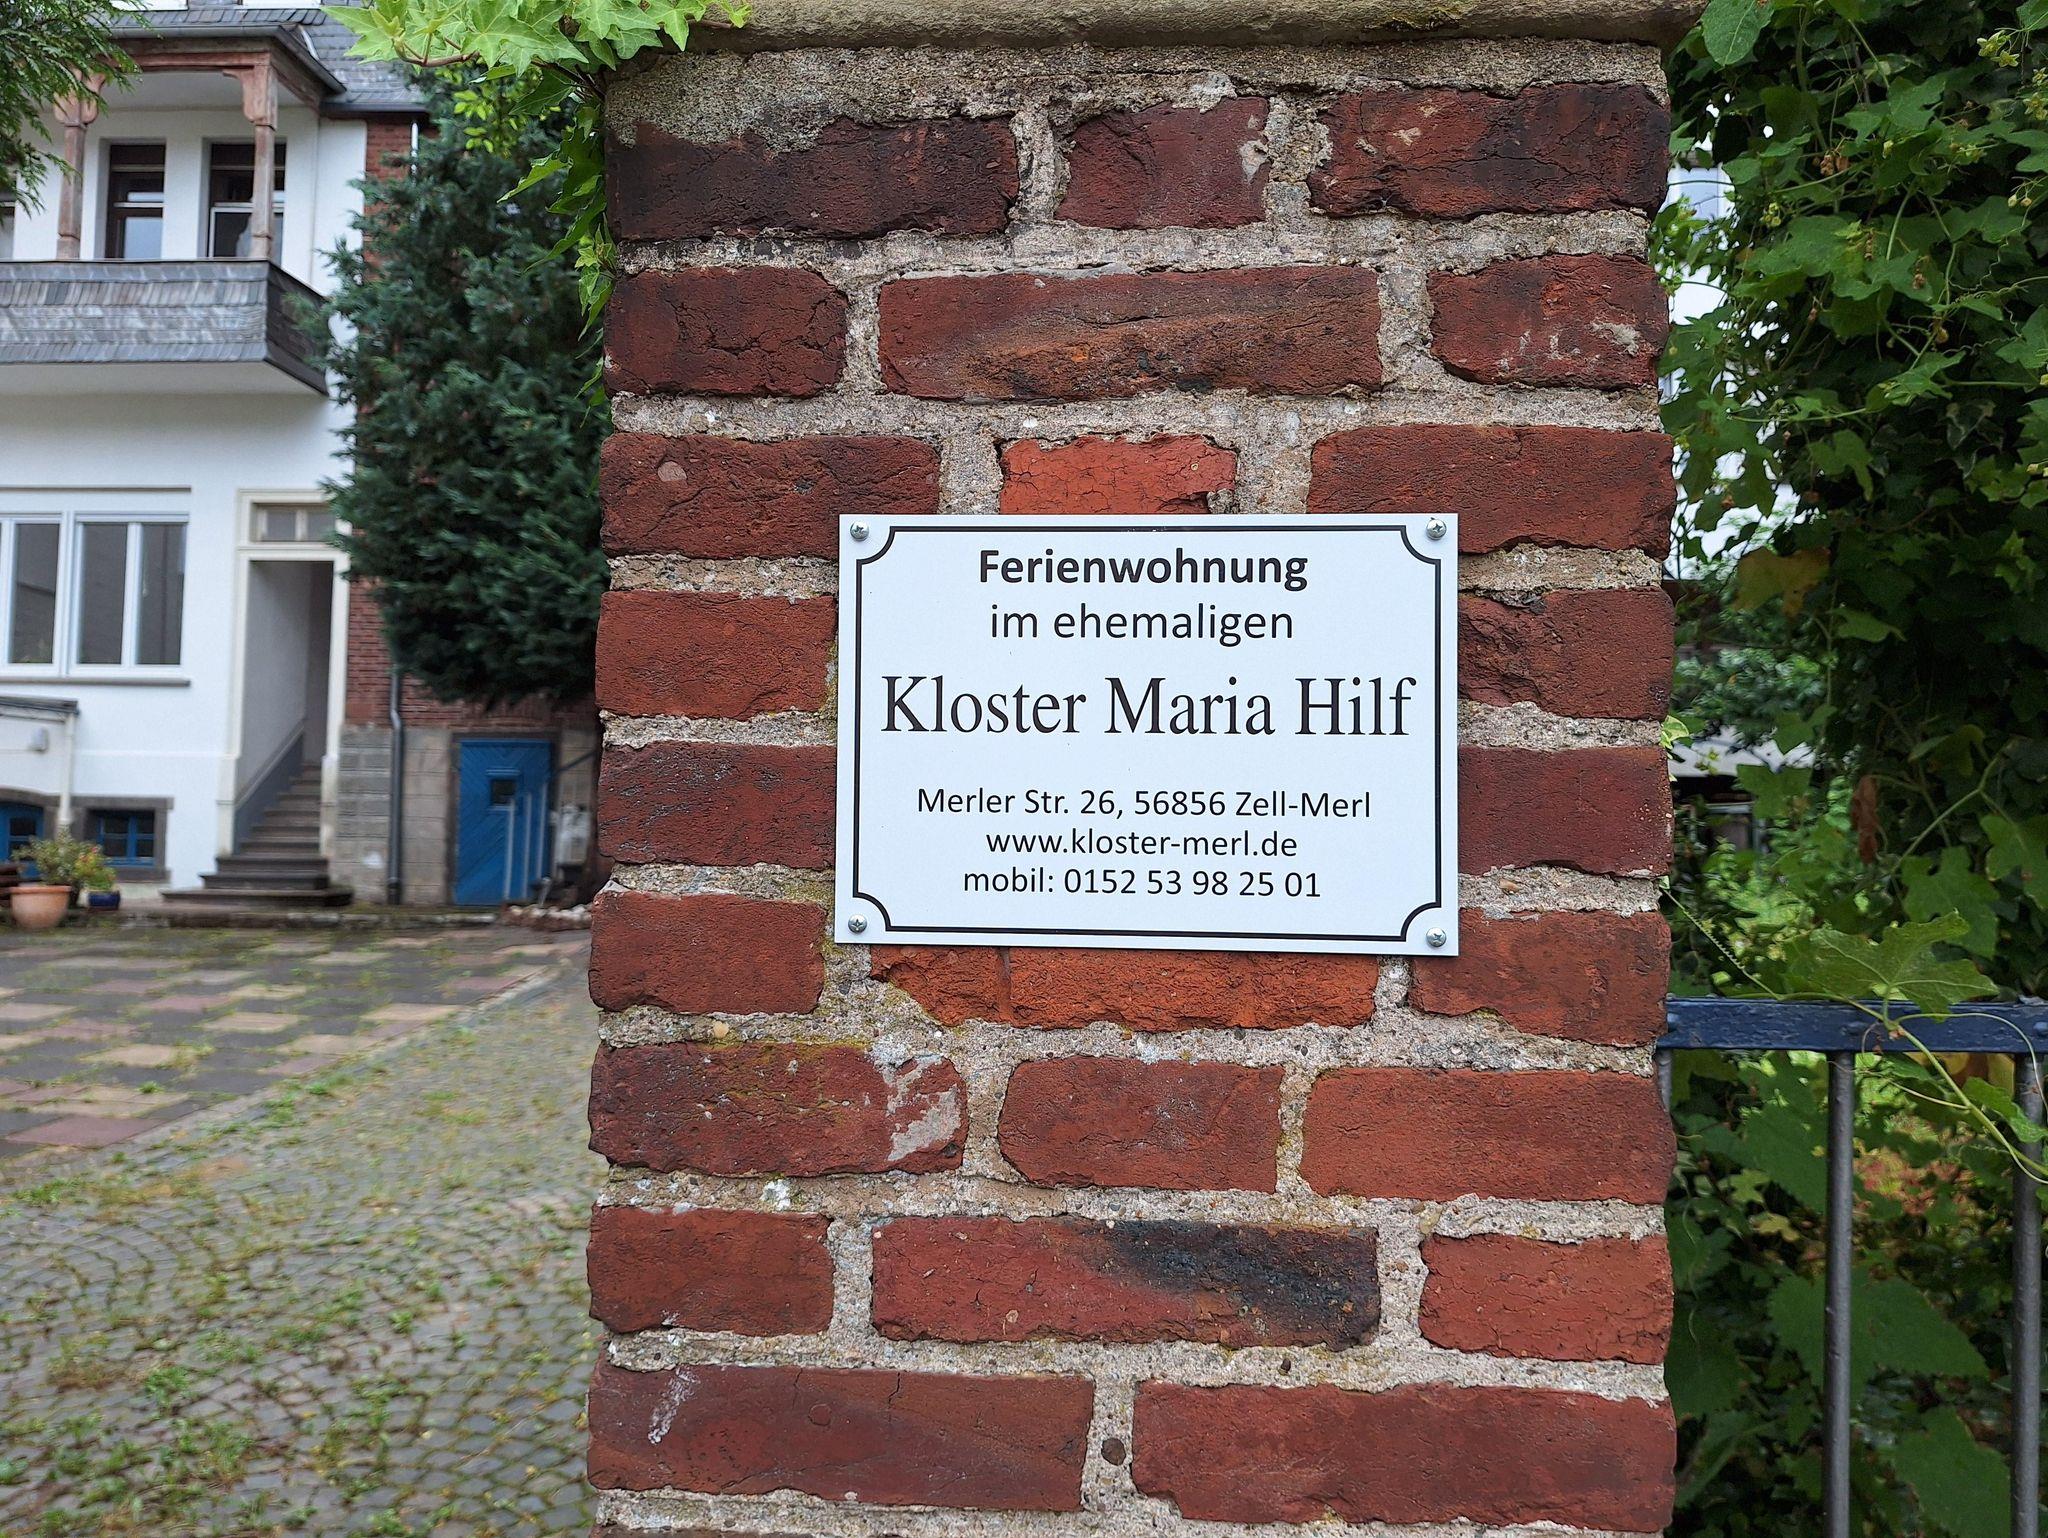 Ferienwohnung
im ehemaligen
Kloster Maria Hilf
Merler Str. 26, 56856 Zell-Merl
www.kloster-merl.de
mobil: 0152 53 98 25 01